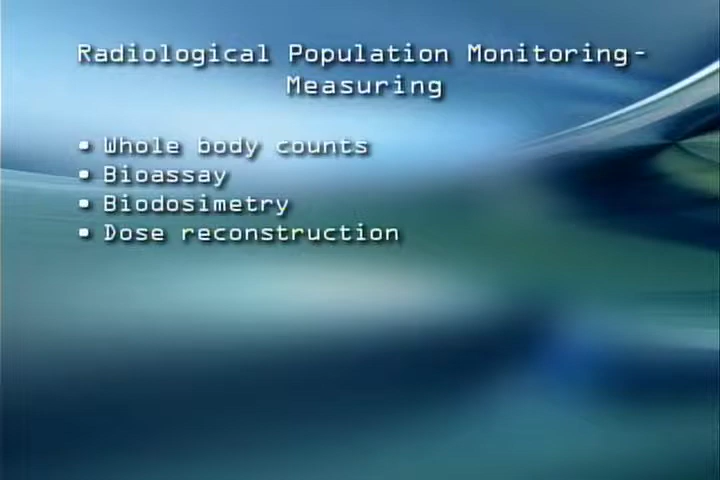 Radiological Population Monitoring-
Measuring
• Whole body counts
• Bioassay
• Biodosimetry
• Dose reconstruction